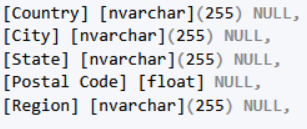 [Country] [nvarchar](255) NULL,
[City] [nvarchar](255) NULL,
[State] [nvarchar](255) NULL,
[Postal Code] [float] NULL,
[Region] [nvarchar](255) NULL,